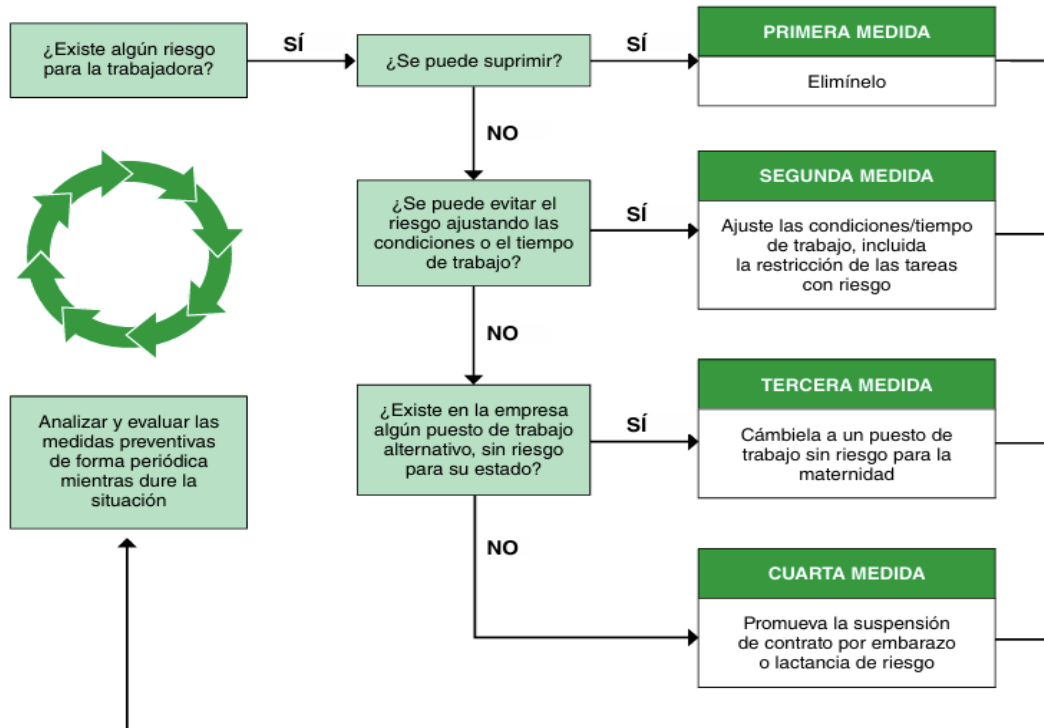 ¿Existe algún riesgo
para la trabajadora?
SÍ
¿Se puede suprimir?
SÍ
PRIMERA MEDIDA
Elimínelo
NO
¿Se puede evitar el
riesgo ajustando las
condiciones o el tiempo
de trabajo?
SÍ
SEGUNDA MEDIDA
Ajuste las condiciones/tiempo
de trabajo, incluida
la restricción de las tareas
con riesgo
NO
¿Existe en la empresa
algún puesto de trabajo
alternativo, sin riesgo
para su estado?
SÍ
TERCERA MEDIDA
Cámbiela a un puesto de
trabajo sin riesgo para la
maternidad
NO
CUARTA MEDIDA
Promueva la suspensión
de contrato por embarazo
o lactancia de riesgo
Analizar y evaluar las
medidas preventivas
de forma periódica
mientras dure la
situación